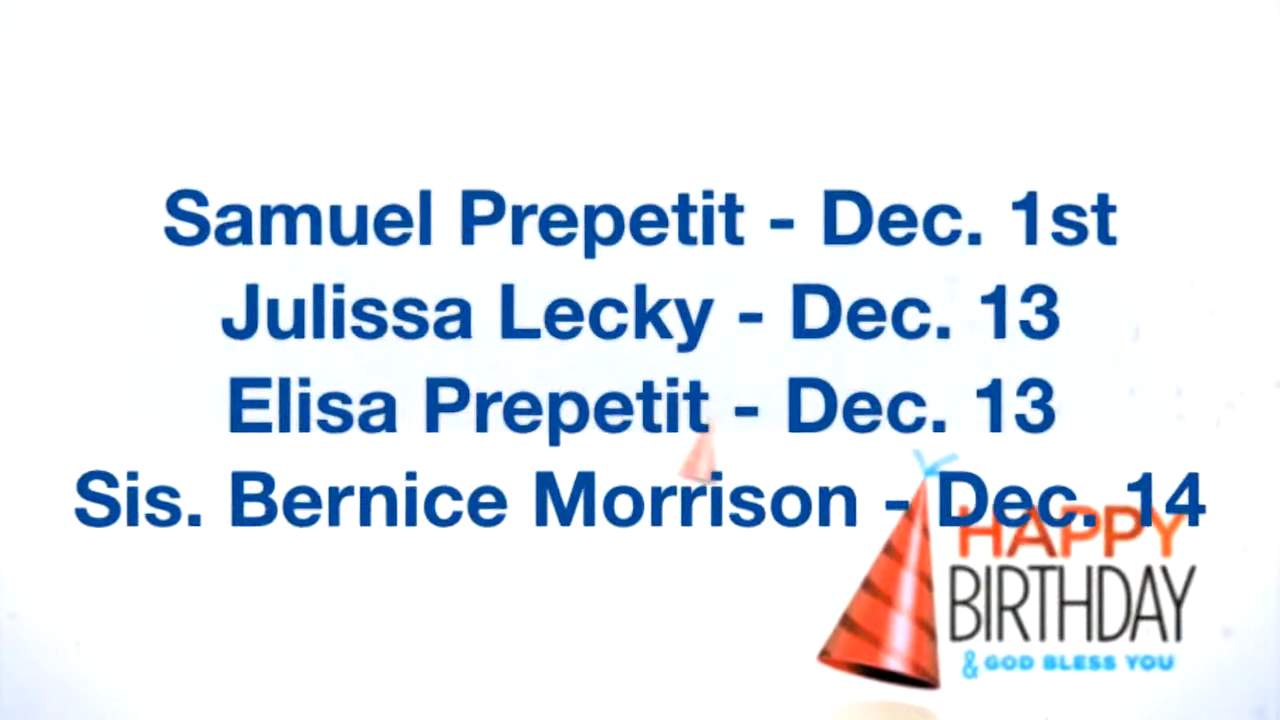 Samuel Prepetit - Dec. 1st
Julissa Lecky - Dec. 13
Elisa Prepetit - Dec. 13
Sis. Bernice Morrison - Dec. 14
HAPPY
BIRTHDAY
& GOD BLESS YOU